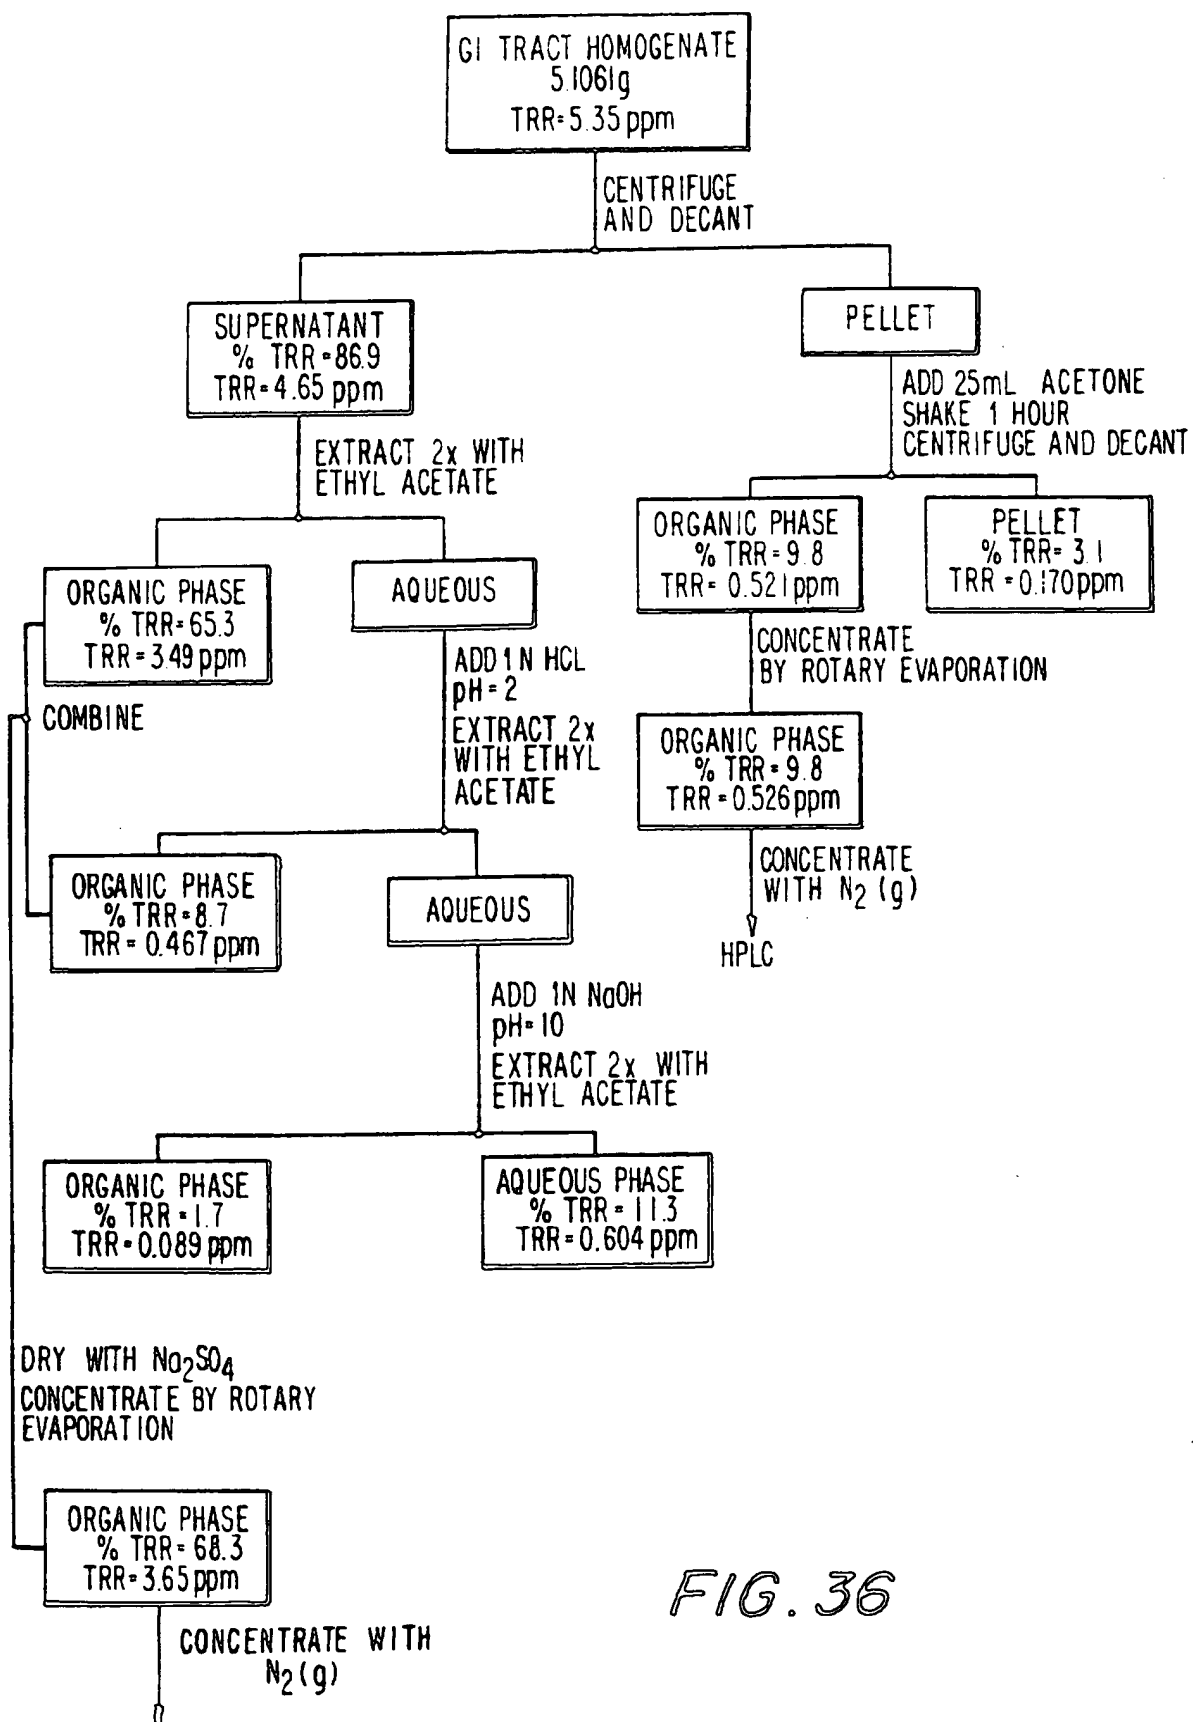 GI TRACT HOMOGENATE
5.1061g
TRR=5.35 ppm
CENTRIFUGE
AND DECANT
SUPERNATANT
% TRR=86.9
TRR=4.65 ppm
PELLET
ADD 25mL ACETONE
SHAKE 1 HOUR
CENTRIFUGE AND DECANT
EXTRACT 2x WITH
ETHYL ACETATE
ORGANIC PHASE
% TRR=9.8
TRR=0.521ppm
PELLET
% TRR=3.1
TRR=0.170ppm
ORGANIC PHASE
% TRR=65.3
TRR=3.49 ppm
AQUEOUS
CONCENTRATE
BY ROTARY EVAPORATION
ADD 1N HCL
pH=2
EXTRACT 2x
WITH ETHYL
ACETATE
COMBINE
ORGANIC PHASE
% TRR=9.8
TRR=0.526ppm
CONCENTRATE
WITH N2 (g)
HPLC
ORGANIC PHASE
% TRR=8.7
TRR=0.467 ppm
AQUEOUS
ADD 1N NaOH
pH=10
EXTRACT 2x WITH
ETHYL ACETATE
ORGANIC PHASE
% TRR=1.7
TRR=0.089 ppm
AQUEOUS PHASE
% TRR=11.3
TRR=0.604 ppm
DRY WITH Na2SO4
CONCENTRATE BY ROTARY
EVAPORATION
ORGANIC PHASE
% TRR=68.3
TRR=3.65 ppm
CONCENTRATE WITH
N2(g)
FIG. 36